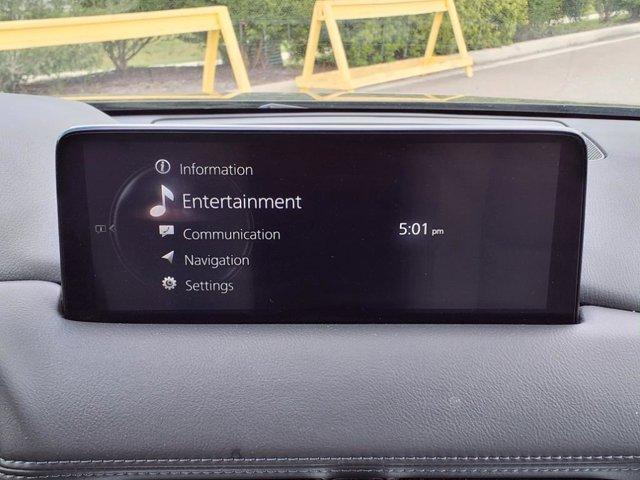 Information
Entertainment
Communication
5:01 pm
Navigation
Settings